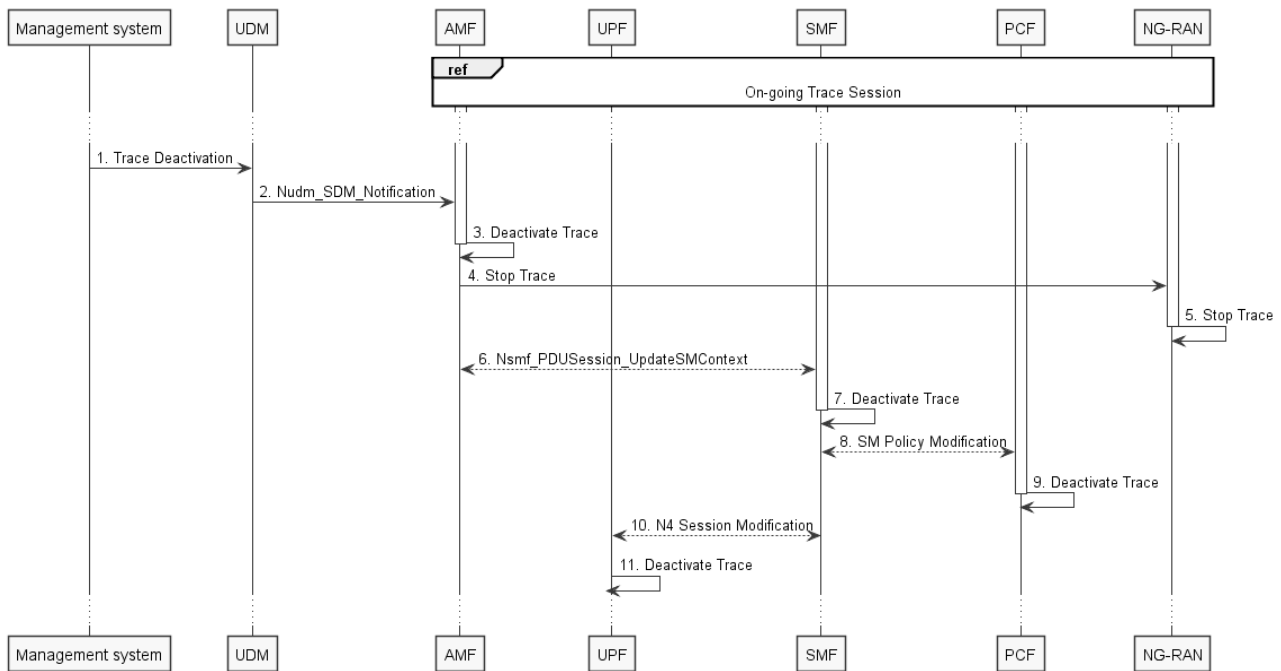 Management system
UDM
AMF
UPF
SMF
PCF
NG-RAN
ref
On-going Trace Session
1. Trace Deactivation
2. Nudm_SDM_Notification
3. Deactivate Trace
4. Stop Trace
5. Stop Trace
6. Nsmf_PDUSession_UpdateSMContext
7. Deactivate Trace
8. SM Policy Modification
9. Deactivate Trace
10. N4 Session Modification
11. Deactivate Trace
Management system
UDM
AMF
UPF
SMF
PCF
NG-RAN